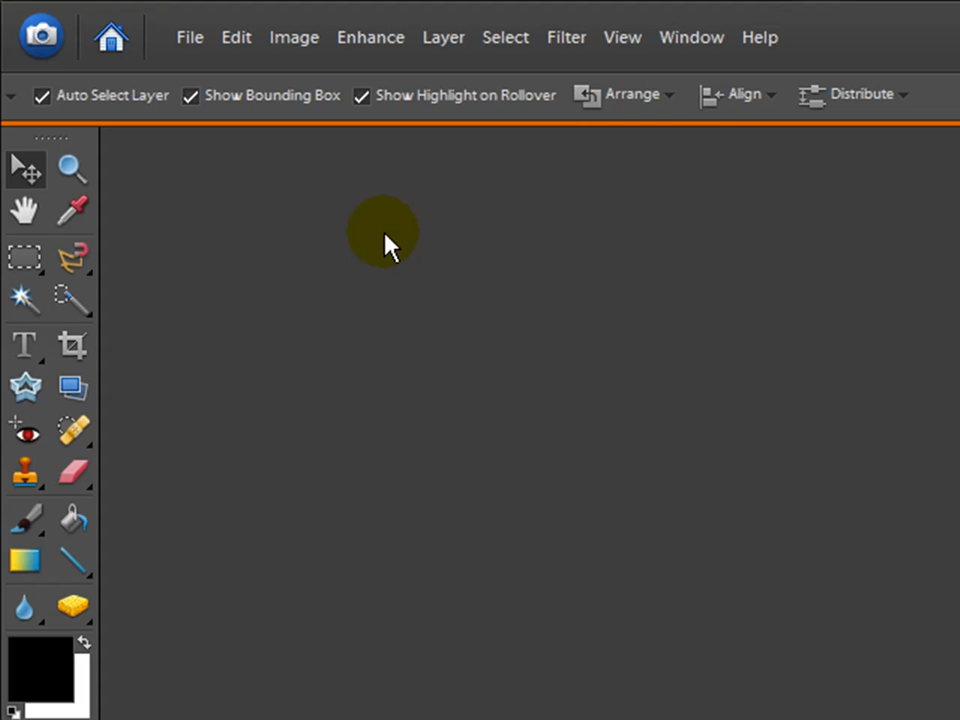 File Edit Image Enhance Layer Select Filter View Window Help
Auto Select Layer Show Bounding Box Show Highlight on Rollover Arrange Align Distribute
T